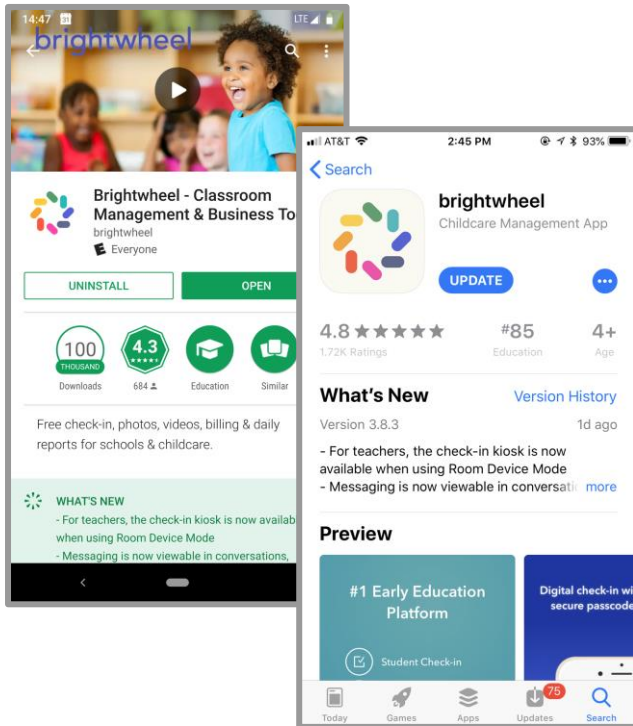 14:47
31
LTE
brightwheel
Brightwheel - Classroom
Management & Business To
brightwheel
E Everyone
UNINSTALL
OPEN
100
THOUSAND
4.3
Downloads
684
Education
Similar
Free check-in, photos, videos, billing & daily
reports for schools & childcare.
WHAT'S NEW
- For teachers, the check-in kiosk is now availab
when using Room Device Mode
- Messaging is now viewable in conversations,
AT&T
2:45 PM
93%
Search
brightwheel
Childcare Management App
UPDATE
4.8
#85
4+
1.72K Ratings
Education
Age
What's New
Version History
Version 3.8.3
1d ago
- For teachers, the check-in kiosk is now
available when using Room Device Mode
- Messaging is now viewable in conversatio more
Preview
#1 Early Education
Platform
Student Check-in
Digital check-in wi
secure passcode
Today
Games
Apps
75
Updates
Search